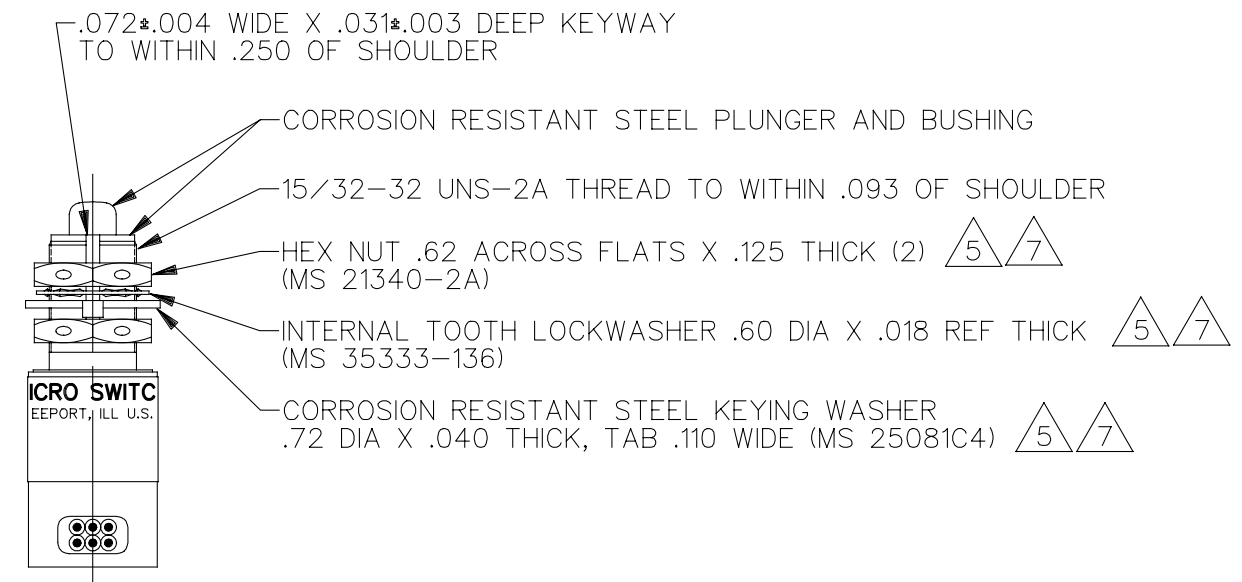 .072±.004 WIDE X .031±.003 DEEP KEYWAY
TO WITHIN .250 OF SHOULDER
CORROSION RESISTANT STEEL PLUNGER AND BUSHING
15/32-32 UNS-2A THREAD TO WITHIN .093 OF SHOULDER
HEX NUT .62 ACROSS FLATS X .125 THICK (2) 5 7
(MS 21340-2A)
INTERNAL TOOTH LOCKWASHER .60 DIA X .018 REF THICK 5 7
(MS 35333-136)
CORROSION RESISTANT STEEL KEYING WASHER
.72 DIA X .040 THICK, TAB .110 WIDE (MS 25081C4) 5 7
ICRO SWITC
EEPORT, ILL U.S.